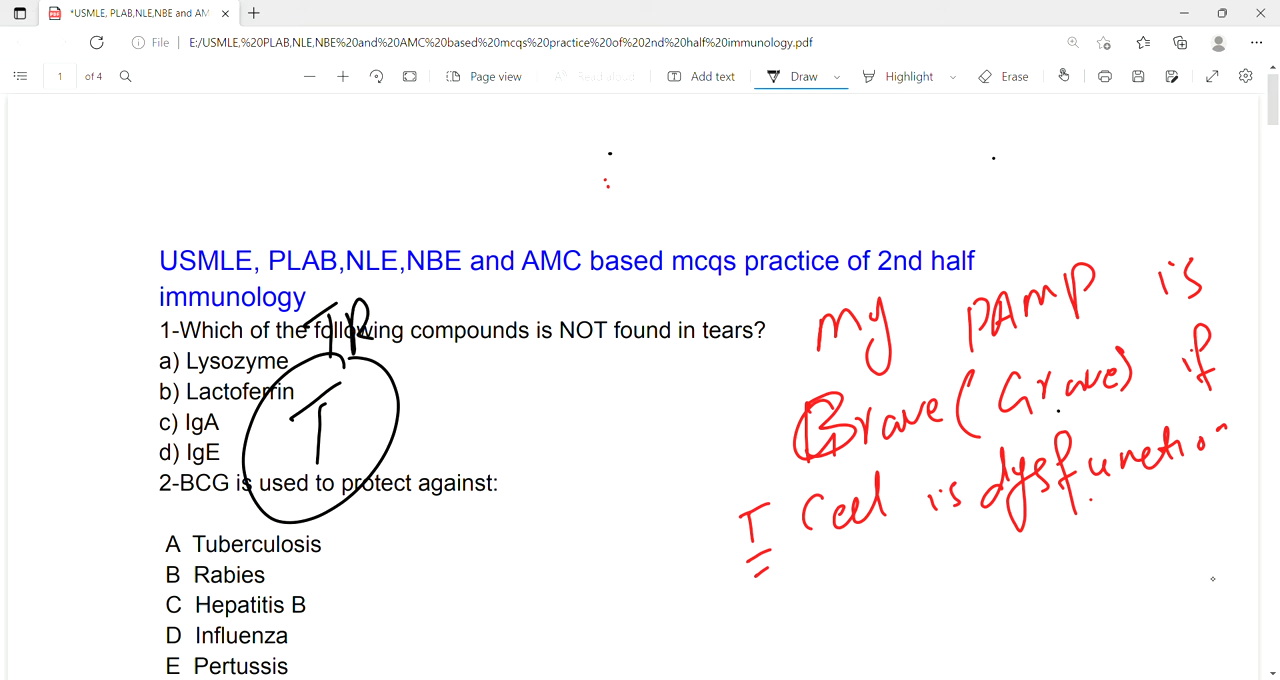 *USMLE, PLAB,NLE,NBE and AM
File | E:/USMLE,%20PLAB,NLE,NBE%20and%20AMC%20based%20mcqs%20practice%20of%202nd%20half%20immunology.pdf
1 of 4 Page view Read aloud Add text Draw Highlight Erase
USMLE, PLAB,NLE,NBE and AMC based mcqs practice of 2nd half
immunology
1-Which of the following compounds is NOT found in tears?
a) Lysozyme
b) Lactoferrin
c) IgA
d) IgE
2-BCG is used to protect against:
A Tuberculosis
B Rabies
C Hepatitis B
D Influenza
E Pertussis
TR
T
my PAMP is
Brave (Grave) if
T Cell is dysfunction